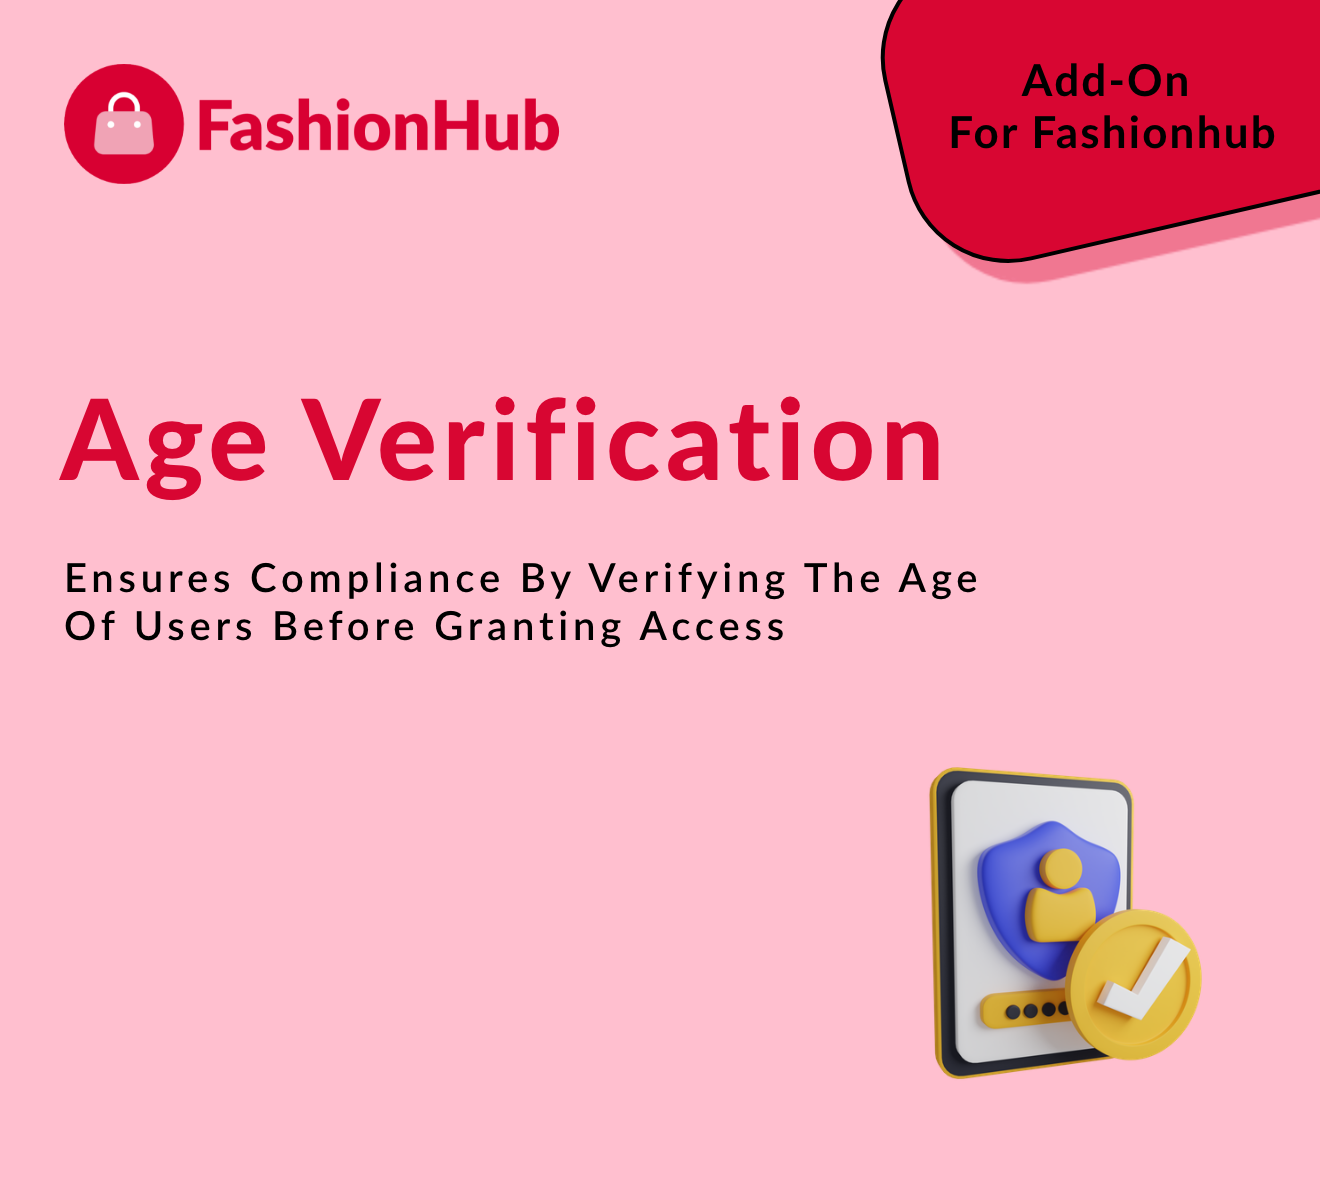 FashionHub
Add-On
For Fashionhub
Age Verification
Ensures Compliance By Verifying The Age
Of Users Before Granting Access